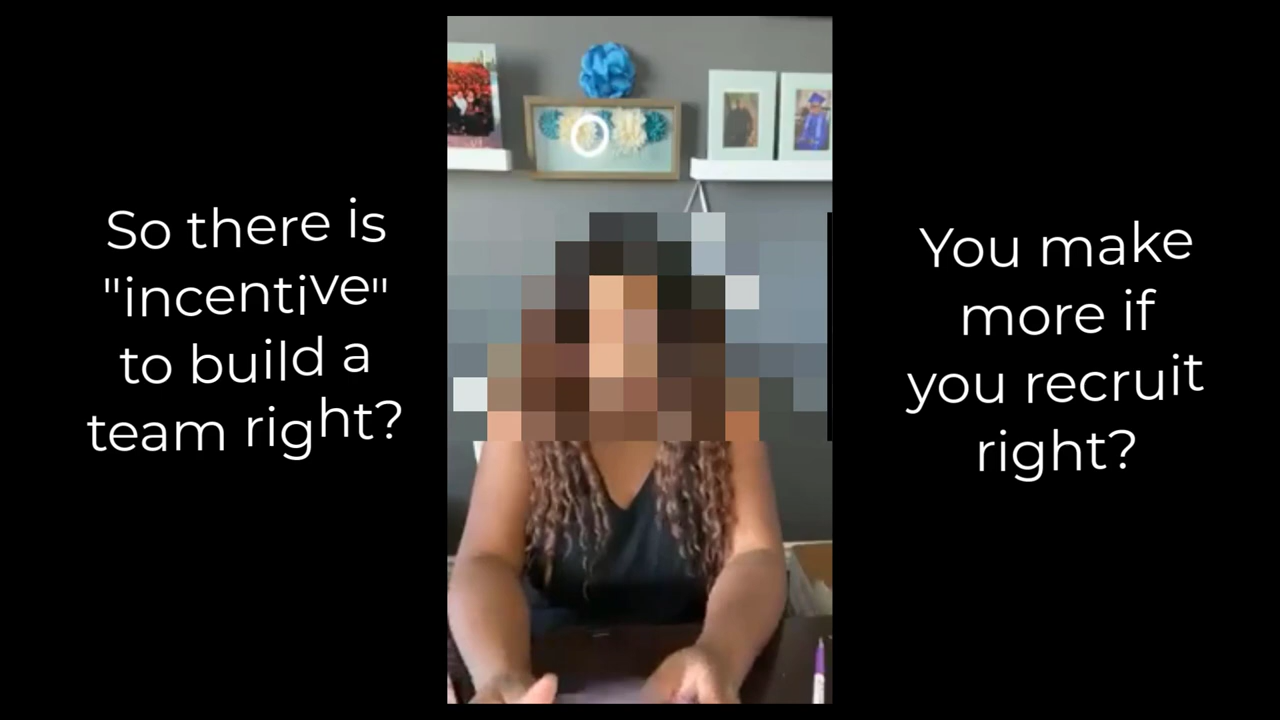 So there is
"incentive"
to build a
team right?
You make
more if
you recruit
right?